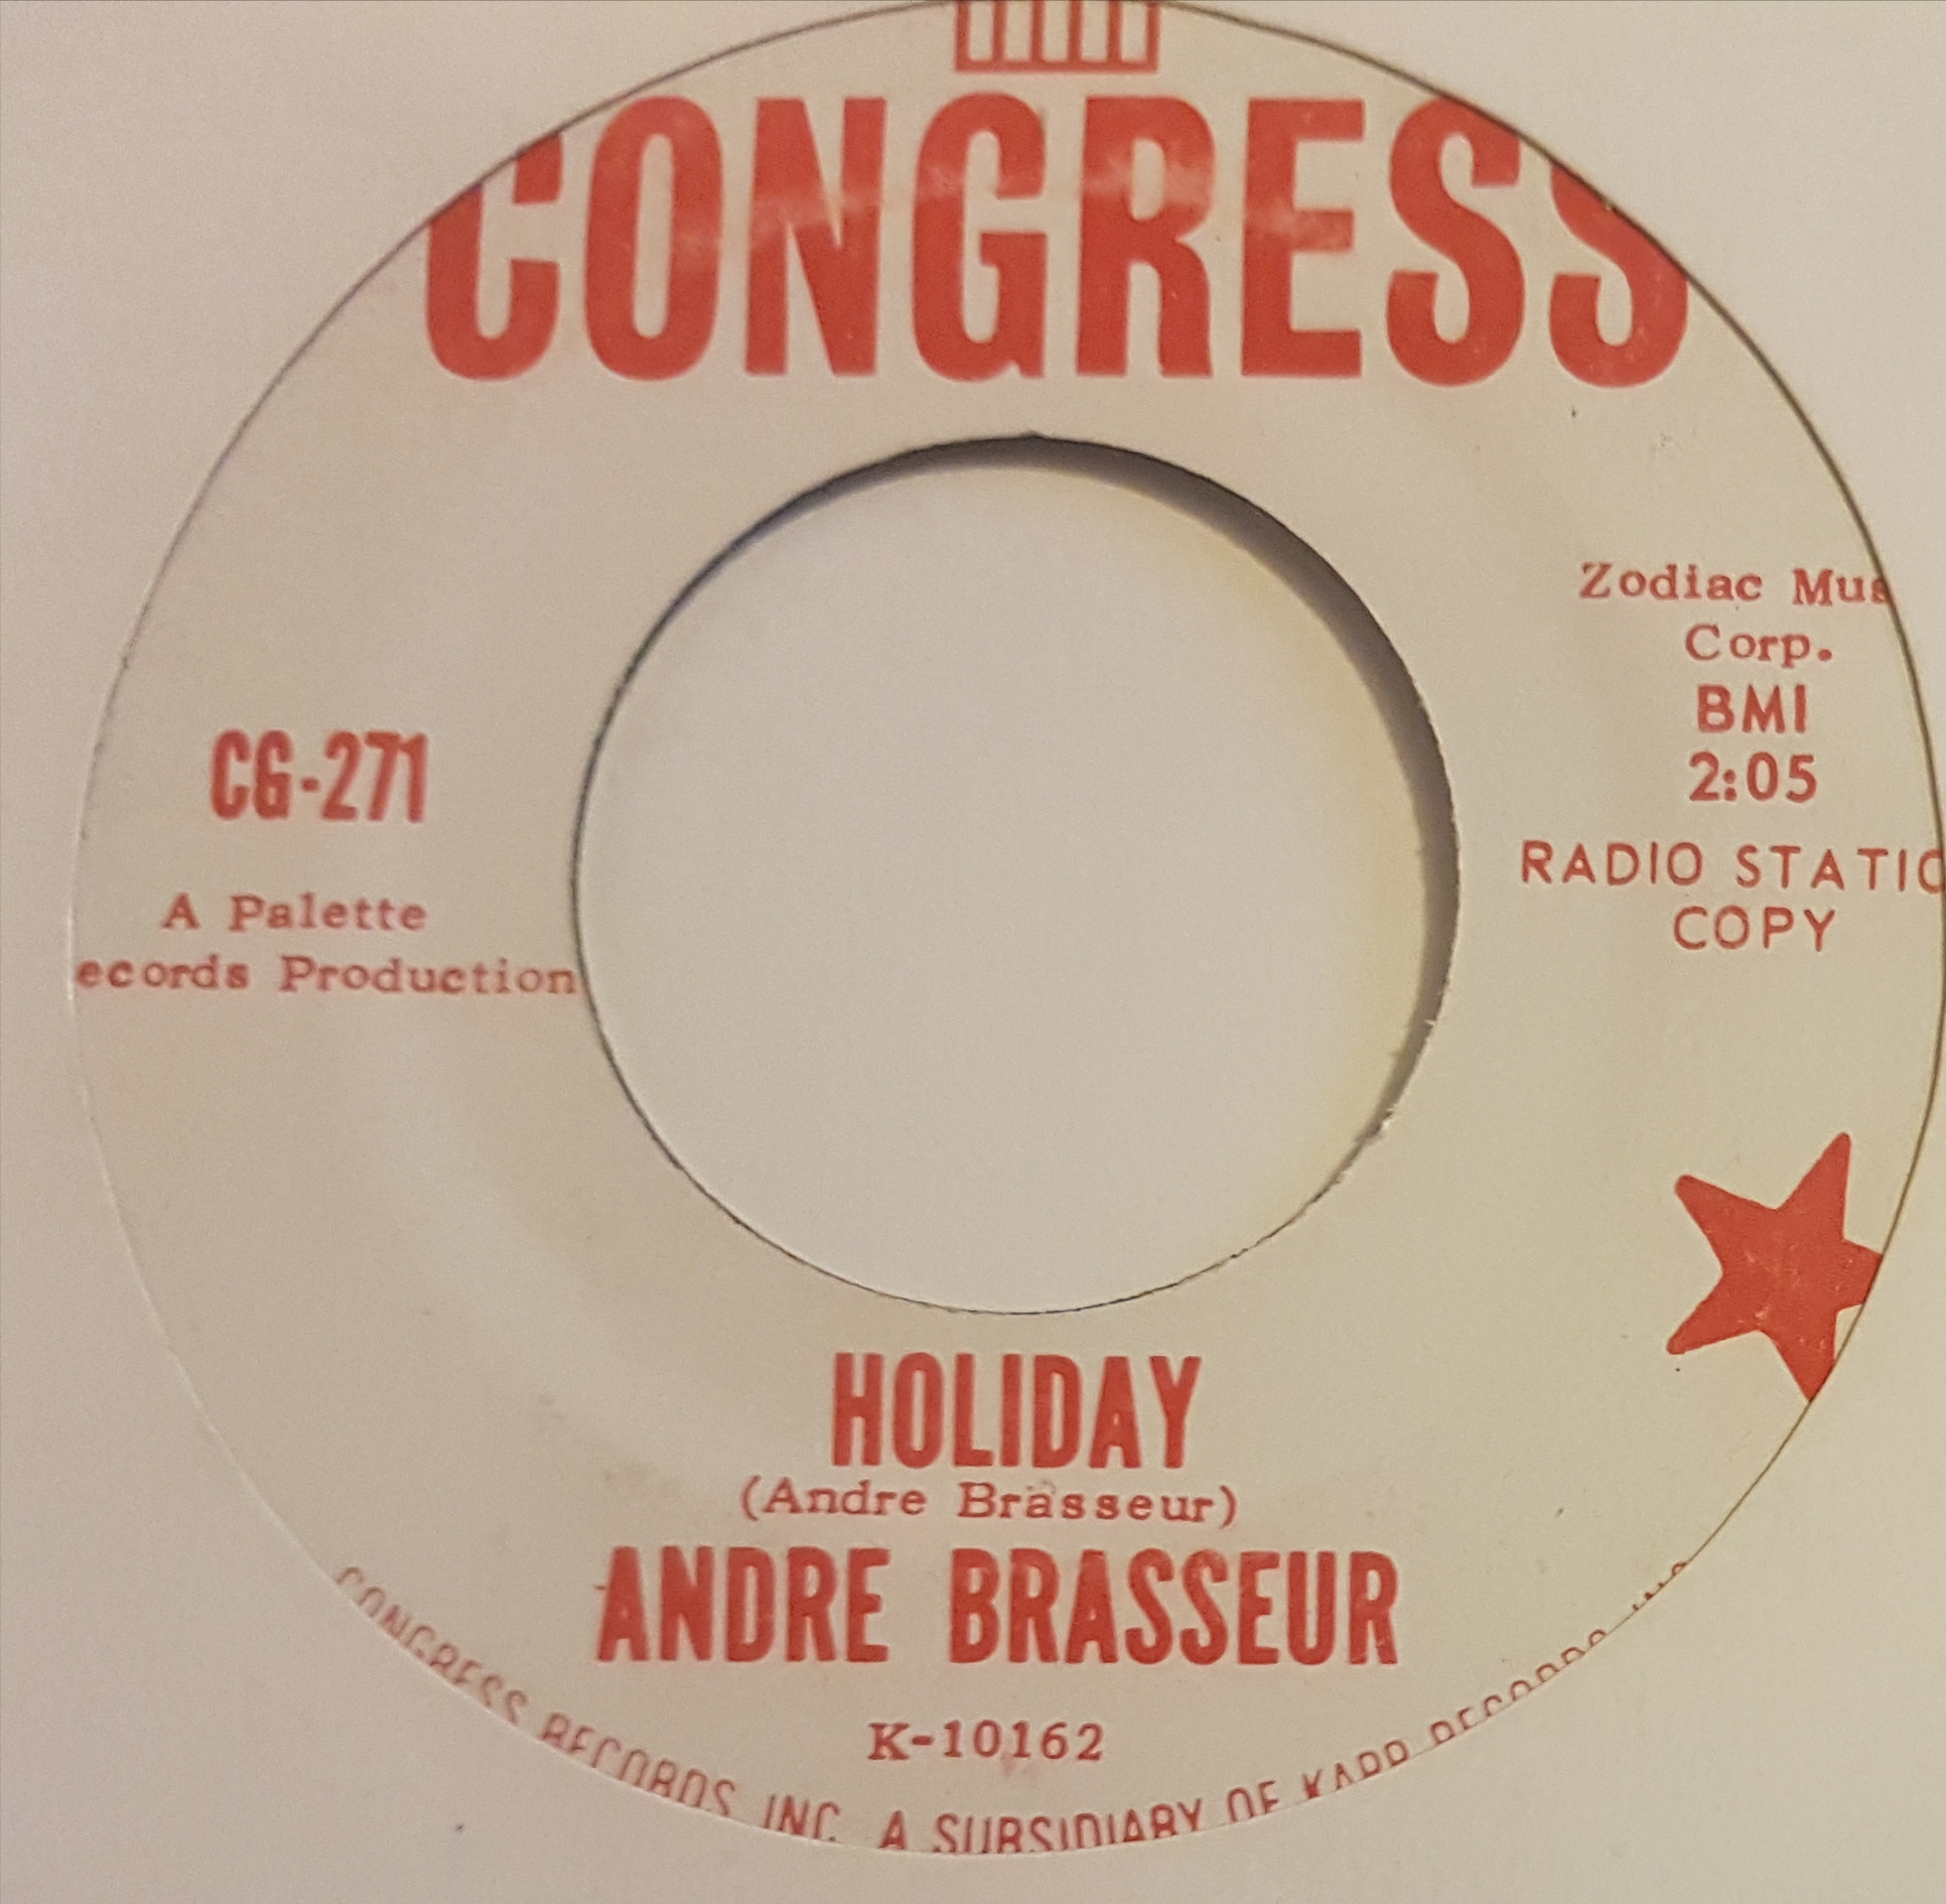 CONGRESS
Zodiac Mus
Corp.
BMI
2:05
RADIO STATIO
COPY
CG-271
A Palette
ecords Production
HOLIDAY
(Andre Brasseur)
ANDRE BRASSEUR
K-10162
CONGRESS RECORDS INC. A SUBSIDIARY OF KAPP RECORDS INC